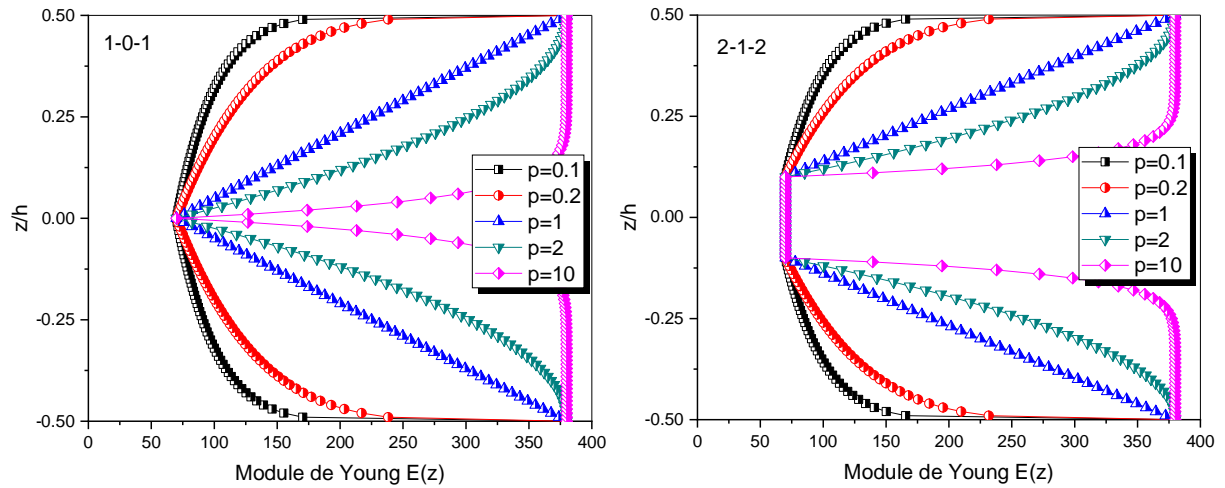 1-0-1
z/h
0.50
0.25
0.00
-0.25
-0.50
0 50 100 150 200 250 300 350 400
Module de Young E(z)
p=0.1
p=0.2
p=1
p=2
p=10
2-1-2
z/h
0.50
0.25
0.00
-0.25
-0.50
0 50 100 150 200 250 300 350 400
Module de Young E(z)
p=0.1
p=0.2
p=1
p=2
p=10